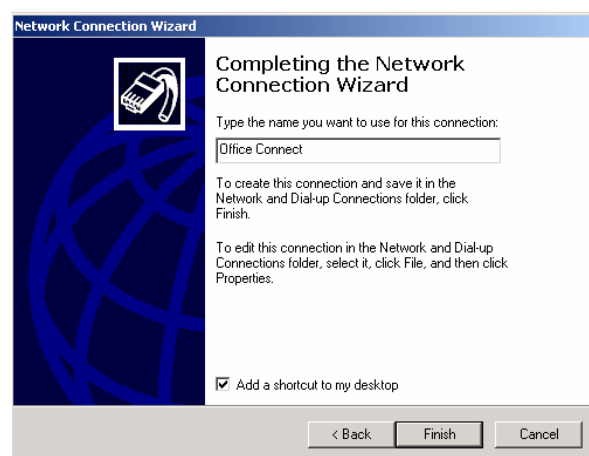 Network Connection Wizard
Completing the Network
Connection Wizard
Type the name you want to use for this connection:
Office Connect
To create this connection and save it in the
Network and Dial-up Connections folder, click
Finish.
To edit this connection in the Network and Dial-up
Connections folder, select it, click File, and then click
Properties.
Add a shortcut to my desktop
< Back
Finish
Cancel